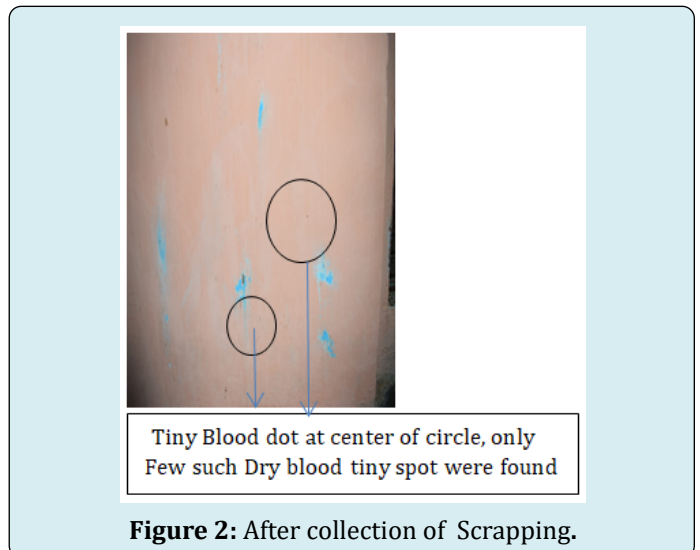 Tiny Blood dot at center of circle, only
Few such Dry blood tiny spot were found
Figure 2: After collection of Scrapping.